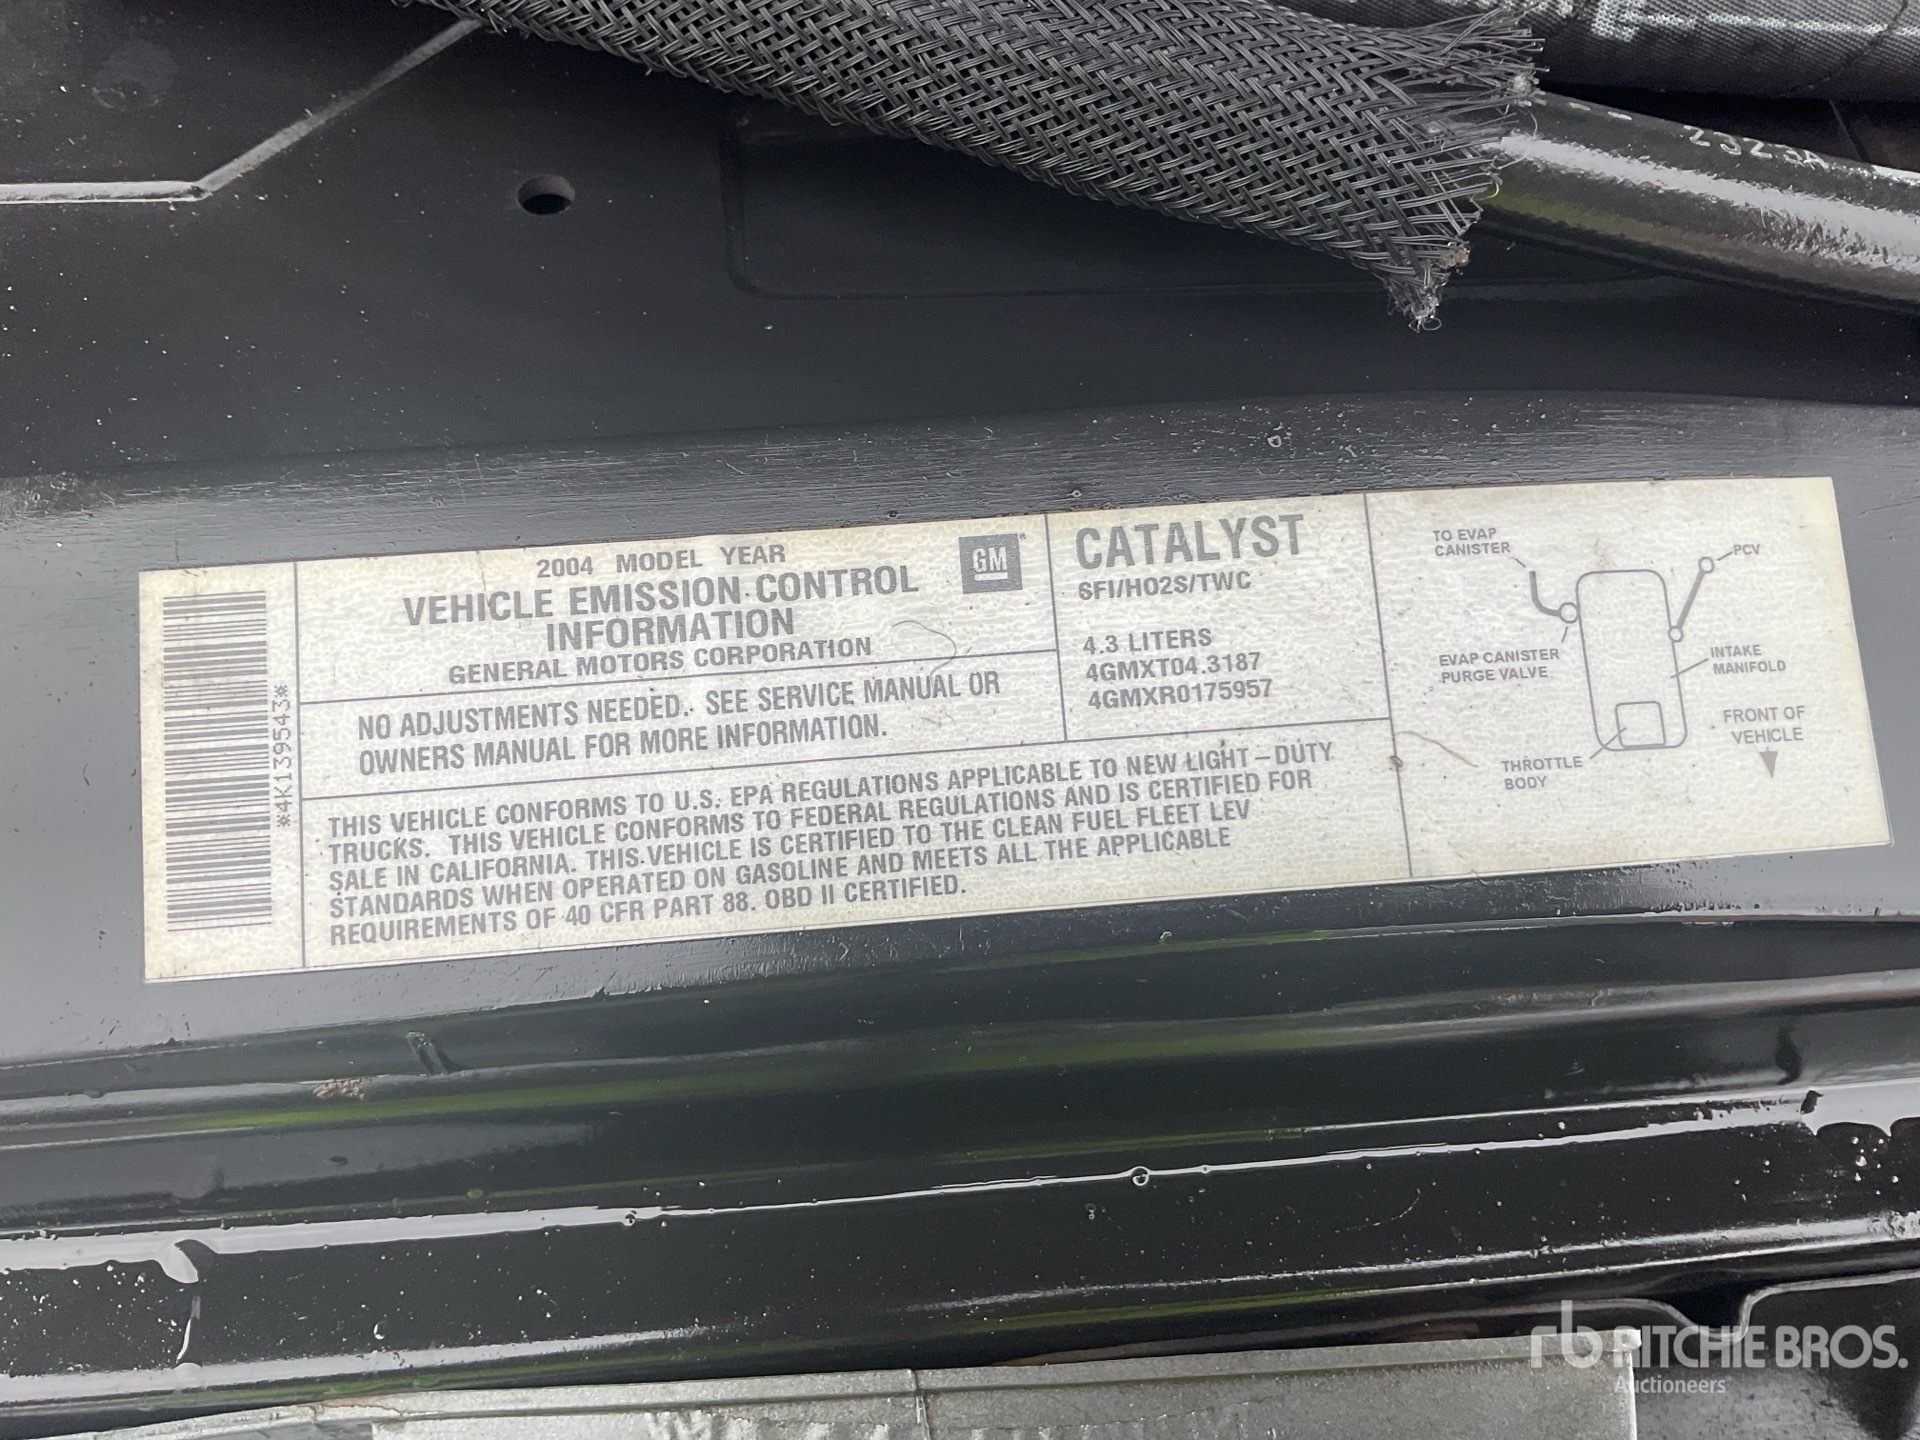 2323A
2004 MODEL YEAR
VEHICLE EMISSION CONTROL
INFORMATION
GENERAL MOTORS CORPORATION
GM
NO ADJUSTMENTS NEEDED. SEE SERVICE MANUAL OR
OWNERS MANUAL FOR MORE INFORMATION.
CATALYST
SFI/HO2S/TWC
4.3 LITERS
4GMXT04.3187
4GMXR0175957
THIS VEHICLE CONFORMS TO U.S. EPA REGULATIONS APPLICABLE TO NEW LIGHT-DUTY
TRUCKS. THIS VEHICLE CONFORMS TO FEDERAL REGULATIONS AND IS CERTIFIED FOR
SALE IN CALIFORNIA. THIS VEHICLE IS CERTIFIED TO THE CLEAN FUEL FLEET LEV
STANDARDS WHEN OPERATED ON GASOLINE AND MEETS ALL THE APPLICABLE
REQUIREMENTS OF 40 CFR PART 88. OBD II CERTIFIED.
*4K139543*
TO EVAP
CANISTER
PCV
EVAP CANISTER
PURGE VALVE
INTAKE
MANIFOLD
THROTTLE
BODY
FRONT OF
VEHICLE
rb RITCHIE BROS.
Auctioneers